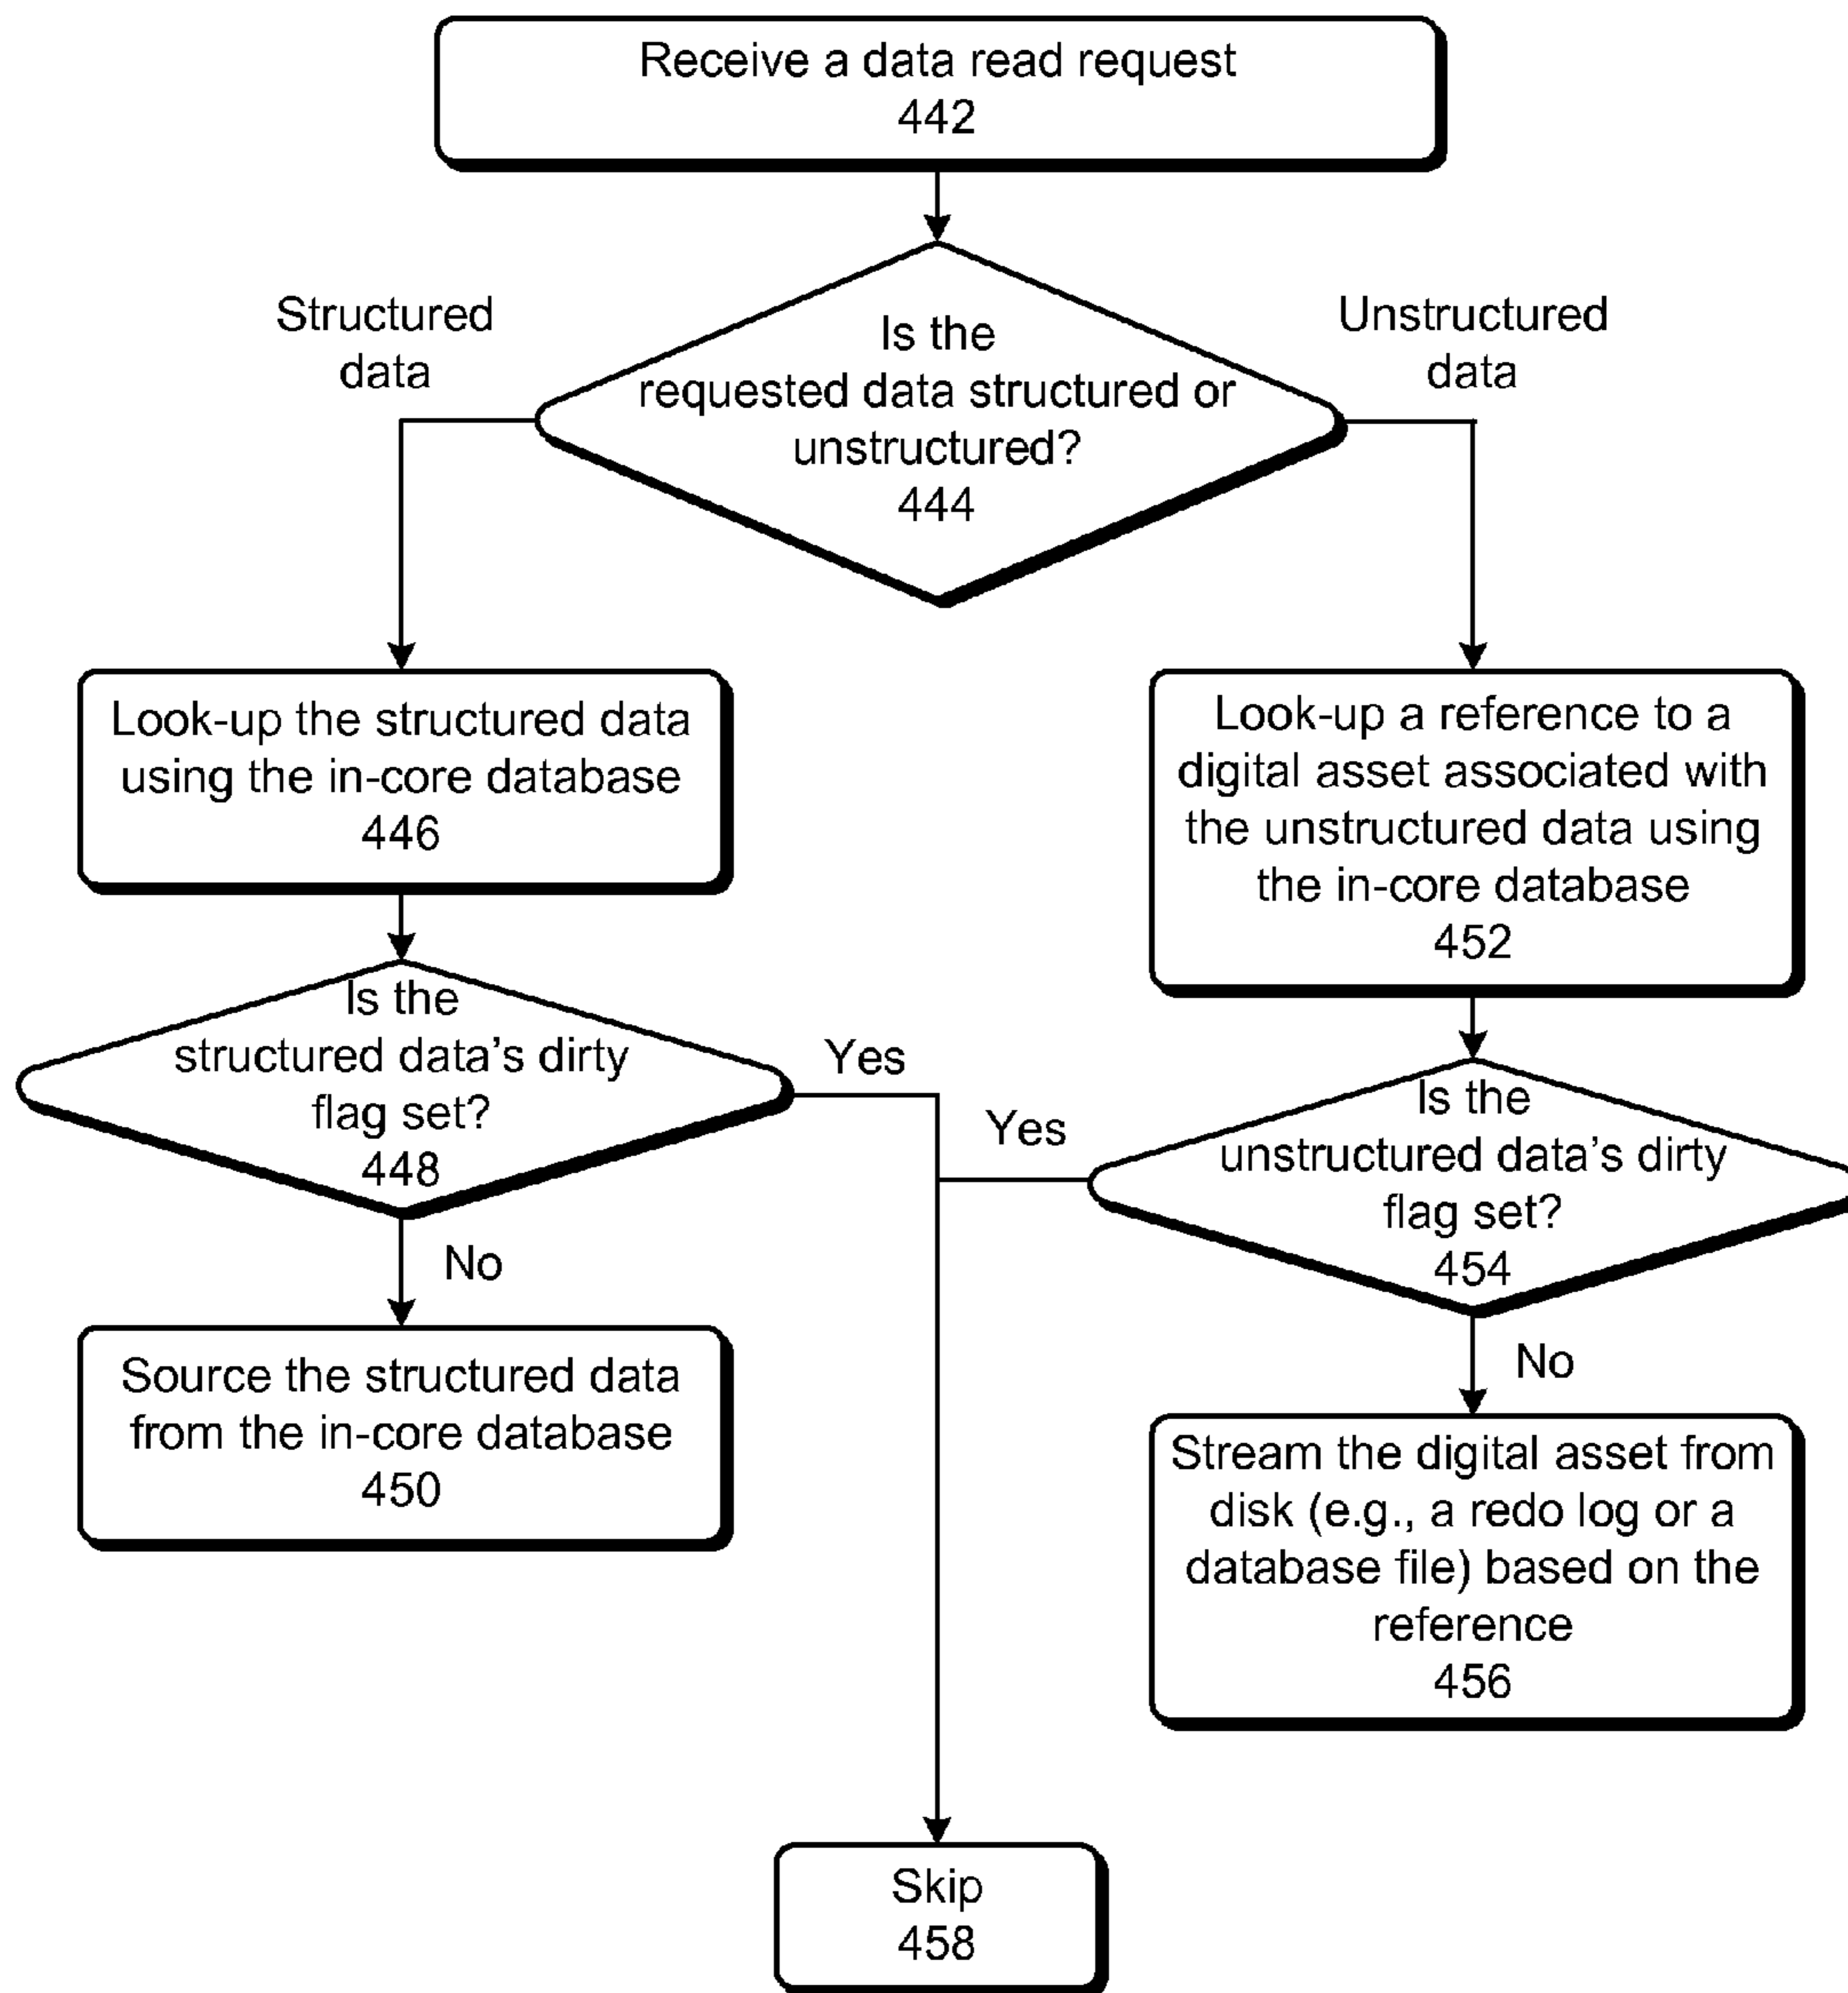 Receive a data read request
442
Structured
data
Unstructured
data
Is the
requested data structured or
unstructured?
444
Look-up the structured data
using the in-core database
446
Look-up a reference to a
digital asset associated with
the unstructured data using
the in-core database
452
Is the
structured data's dirty
flag set?
448
Yes
Yes
Is the
unstructured data's dirty
flag set?
454
No
No
Source the structured data
from the in-core database
450
Stream the digital asset from
disk (e.g., a redo log or a
database file) based on the
reference
456
Skip
458